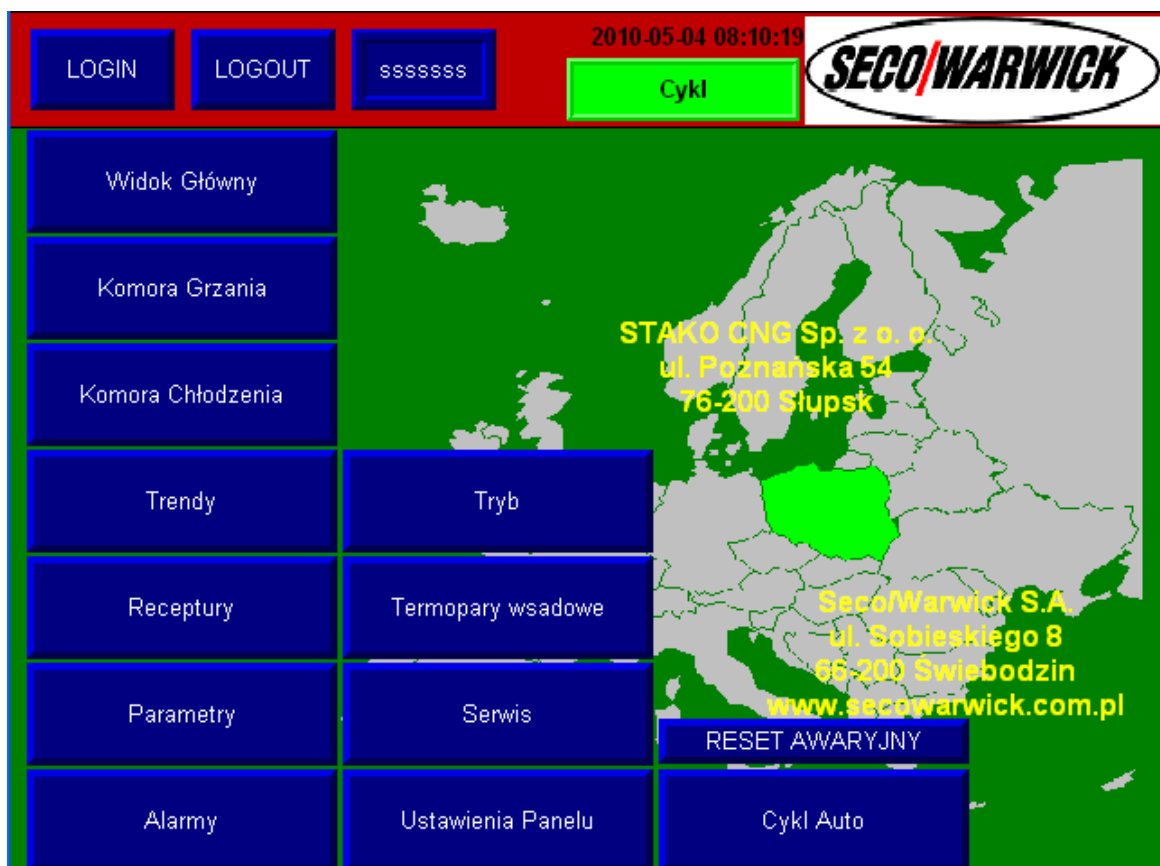 LOGIN
LOGOUT
sssssss
2010-05-04 08:10:19
Cykl
SECO/WARWICK
Widok Główny
Komora Grzania
Komora Chłodzenia
Trendy
Receptury
Parametry
Alarmy
Tryb
Termopary wsadowe
Serwis
Ustawienia Panelu
RESET AWARYJNY
Cykl Auto
STAKO CNG Sp. z o. o.
ul. Poznańska 54
76-200 Słupsk
Seco/Warwick S.A.
ul. Sobieskiego 8
66-200 Świebodzin
www.secowarwick.com.pl